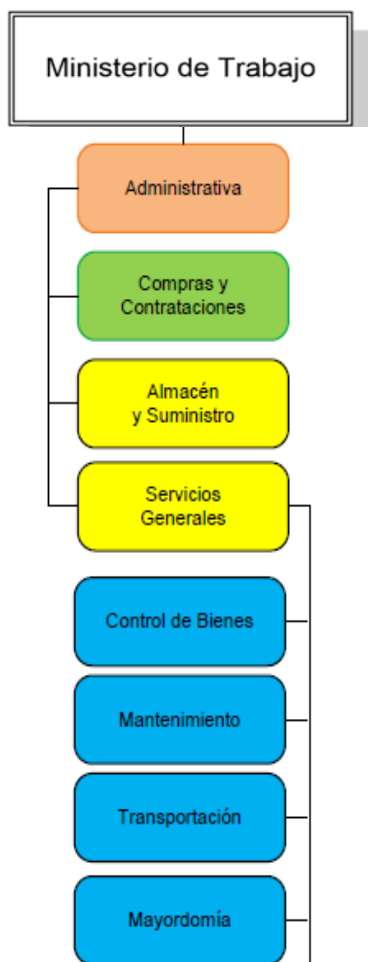 Ministerio de Trabajo
Administrativa
Compras y
Contrataciones
Almacén
y Suministro
Servicios
Generales
Control de Bienes
Mantenimiento
Transportación
Mayordomía